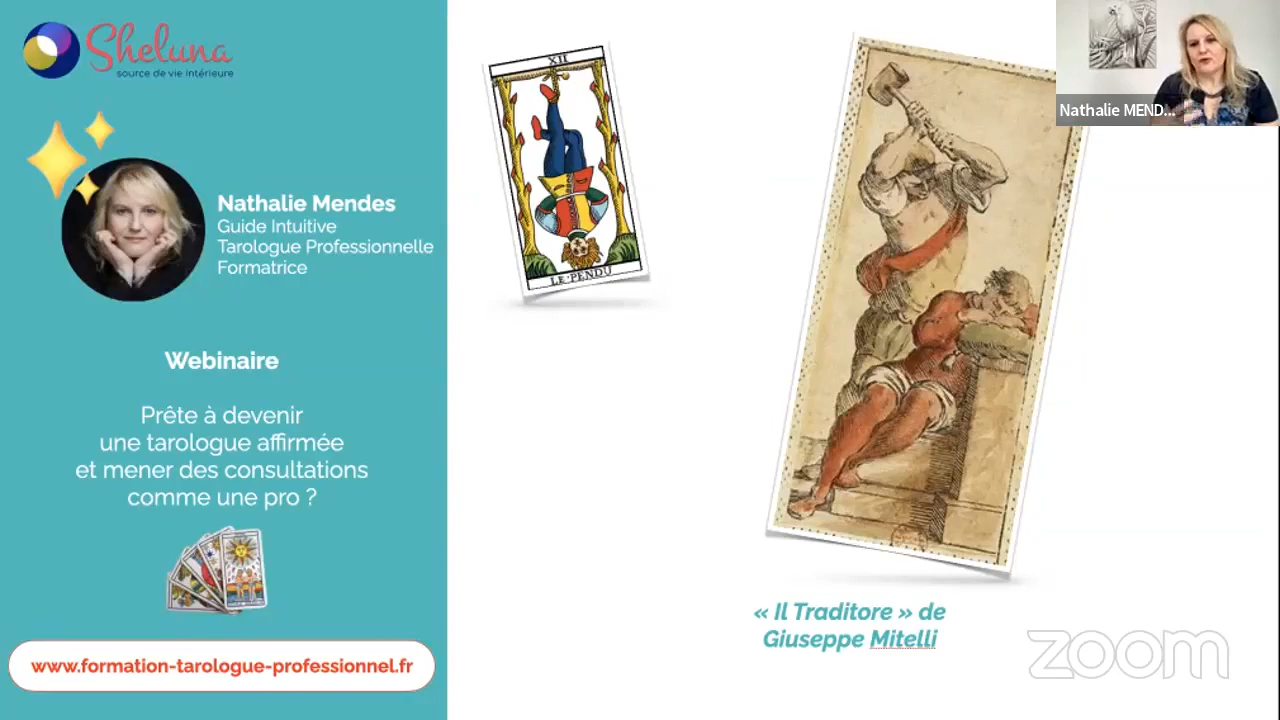 Sheluna
source de vie intérieure
Nathalie Mendes
Guide Intuitive
Tarologue Professionnelle
Formatrice
Webinaire
Prête à devenir
une tarologue affirmée
et mener des consultations
comme une pro ?
www.formation-tarologue-professionnel.fr
XII
LE·PENDU
« Il Traditore » de
Giuseppe Mitelli
Nathalie MEND...
zoom